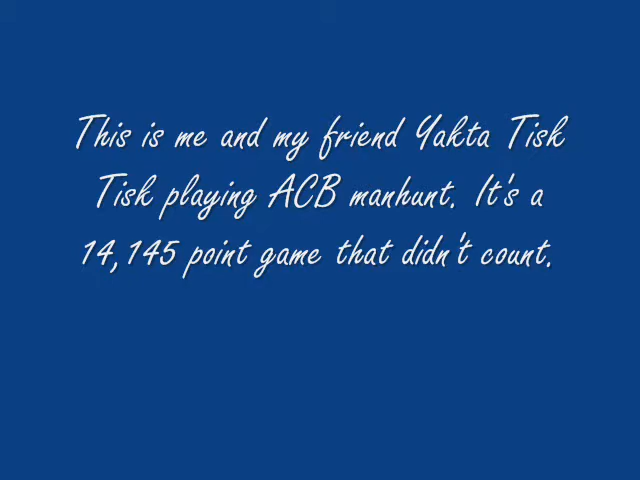 This is me and my friend Yakta Tisk
Tisk playing ACB manhunt. It's a
14,145 point game that didn't count.